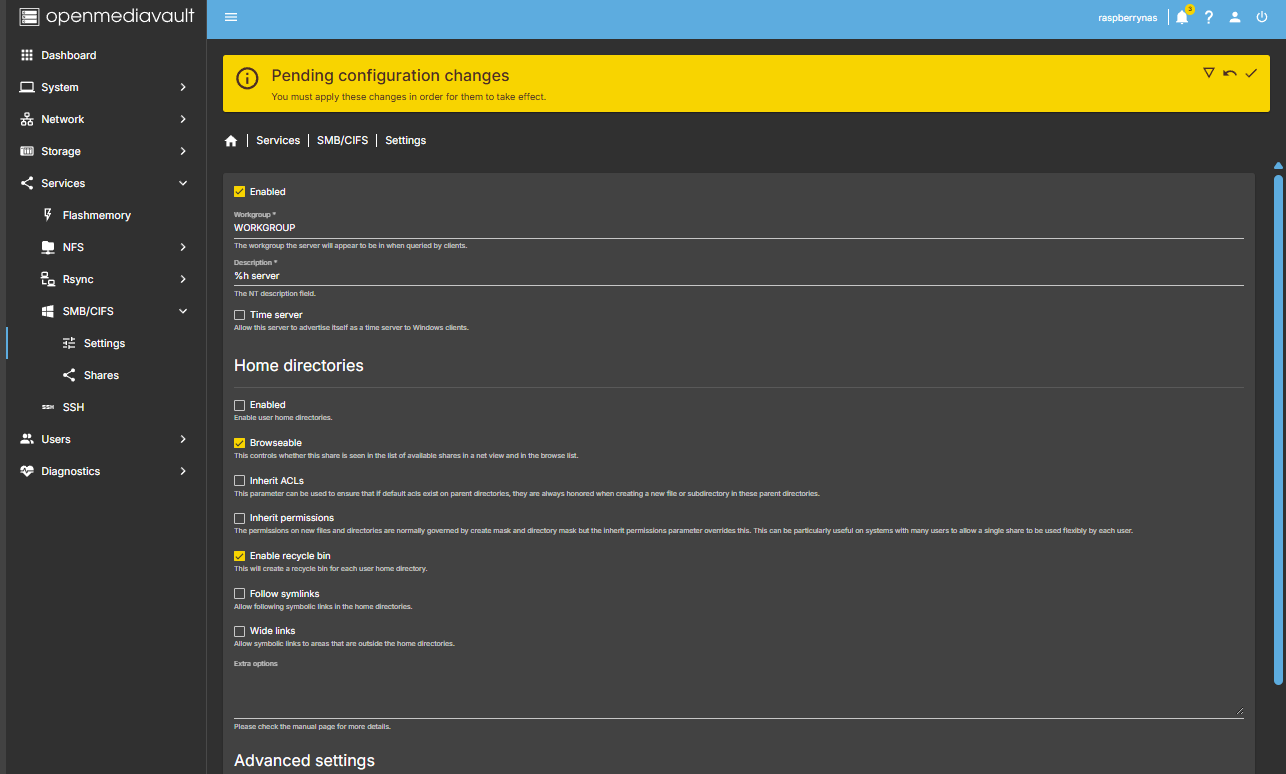 openmediavault
raspberrynas
3
Dashboard
System
Network
Storage
Services
Flashmemory
NFS
Rsync
SMB/CIFS
Settings
Shares
SSH
SSH
Users
Diagnostics
Pending configuration changes
You must apply these changes in order for them to take effect.
Services | SMB/CIFS | Settings
Enabled
Workgroup *
WORKGROUP
The workgroup the server will appear to be in when queried by clients.
Description *
%h server
The NT description field.
Time server
Allow this server to advertise itself as a time server to Windows clients.
Home directories
Enabled
Enable user home directories.
Browseable
This controls whether this share is seen in the list of available shares in a net view and in the browse list.
Inherit ACLs
This parameter can be used to ensure that if default acls exist on parent directories, they are always honored when creating a new file or subdirectory in these parent directories.
Inherit permissions
The permissions on new files and directories are normally governed by create mask and directory mask but the inherit permissions parameter overrides this. This can be particularly useful on systems with many users to allow a single share to be used flexibly by each user.
Enable recycle bin
This will create a recycle bin for each user home directory.
Follow symlinks
Allow following symbolic links in the home directories.
Wide links
Allow symbolic links to areas that are outside the home directories.
Extra options
Please check the manual page for more details.
Advanced settings